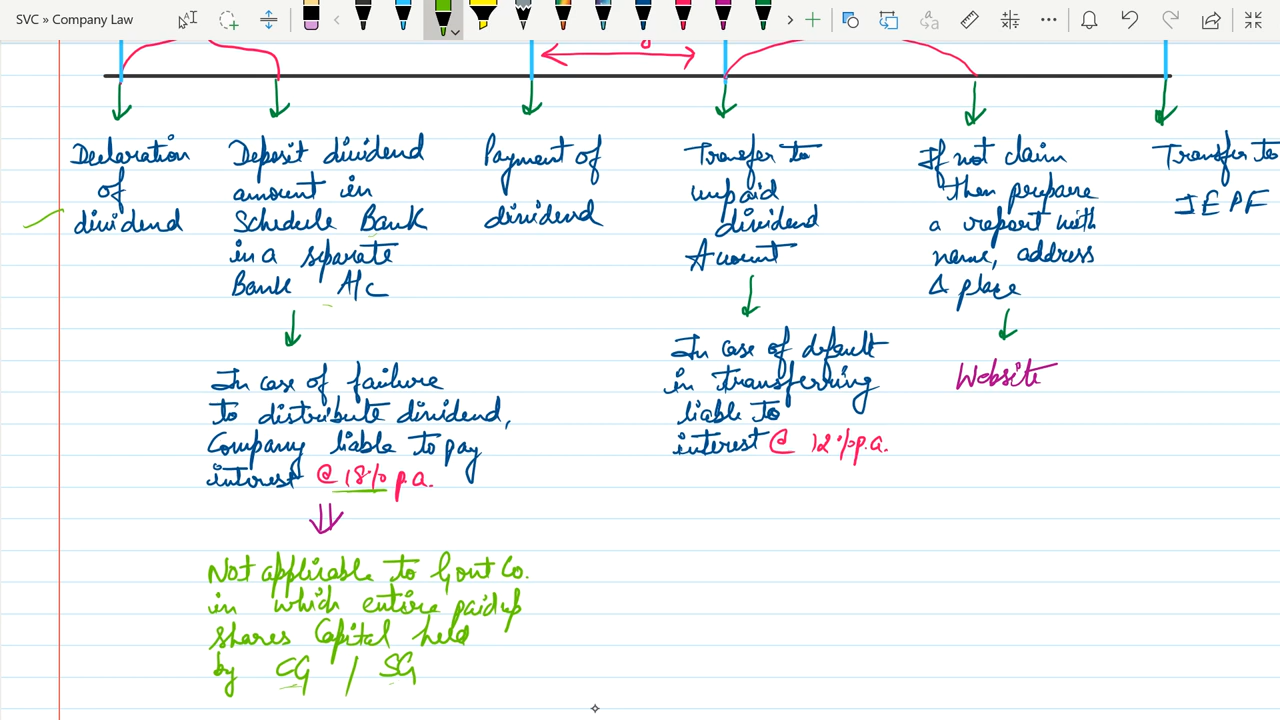 SVC » Company Law
Declaration
of
dividend
Deposit dividend
amount in
Schedule Bank
in a separate
Bank A/c
In case of failure
to distribute dividend,
Company liable to pay
interest @ 18% p.a.
Not applicable to Govt Co.
in which entire paidup
shares Capital held
by CG / SG
Payment of
dividend
Transfer to
unpaid
dividend
Account
In case of default
in transferring
liable to
interest @ 12% p.a.
If not claim
then prepare
a report with
name, address
& place
Website
Transfer to
IEPF